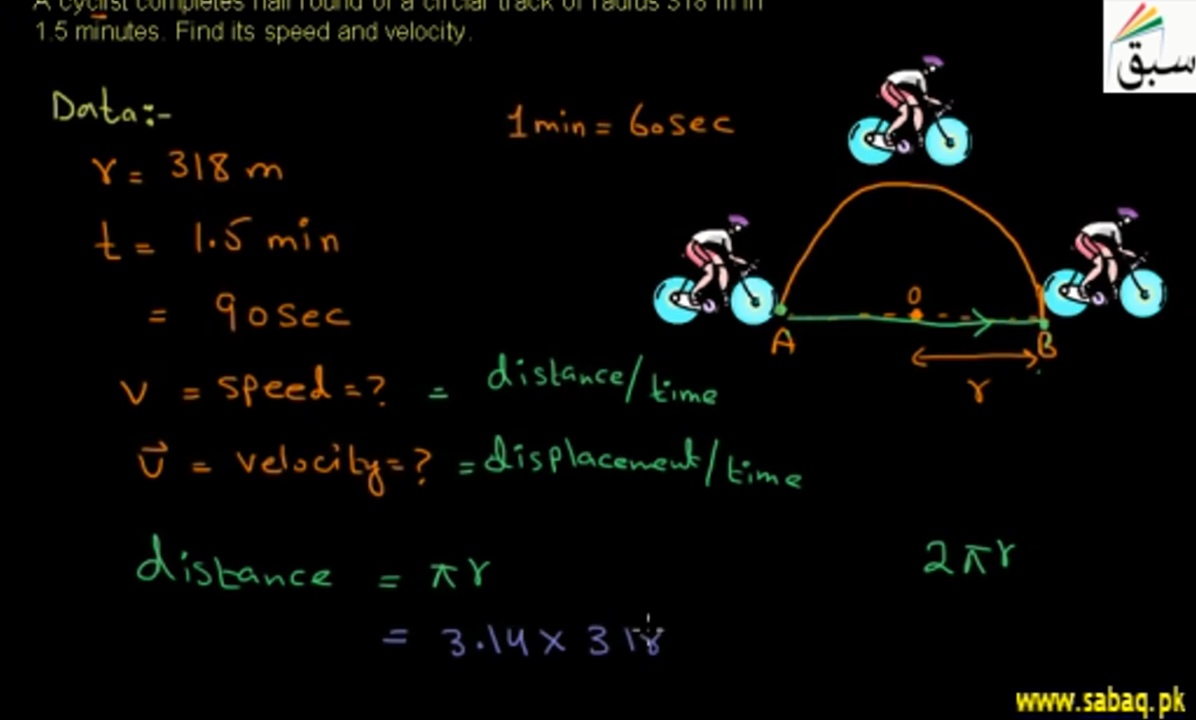 A cyclist completes half round of a circlar track of radius 318 m in
1.5 minutes. Find its speed and velocity.
سبق
Data:-
1 min = 60 sec
r = 318 m
t = 1.5 min
= 90 sec
O
A
B
r
v = speed = ? = distance/time
v⃗ = velocity = ? = displacement/time
distance = πr
2πr
= 3.14 × 318
www.sabaq.pk